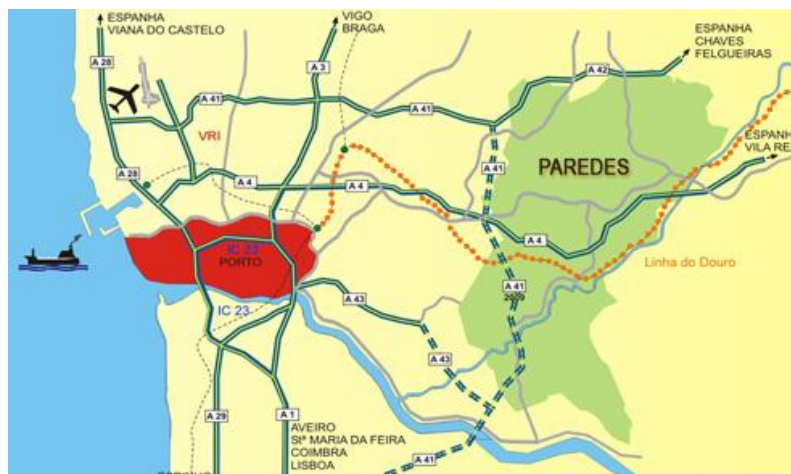 ESPANHA
VIANA DO CASTELO
VIGO
BRAGA
ESPANHA
CHAVES
FELGUEIRAS
A 28
A 3
A 42
A 41
A 41
VRI
A 41
PAREDES
ESPANH
VILA REA
A 28
A 4
A 4
A 4
IC 23
PORTO
Linha do Douro
A 41
IC 23
A 43
A 43
A 29
A 1
AVEIRO
Stª MARIA DA FEIRA
COIMBRA
LISBOA
A 41